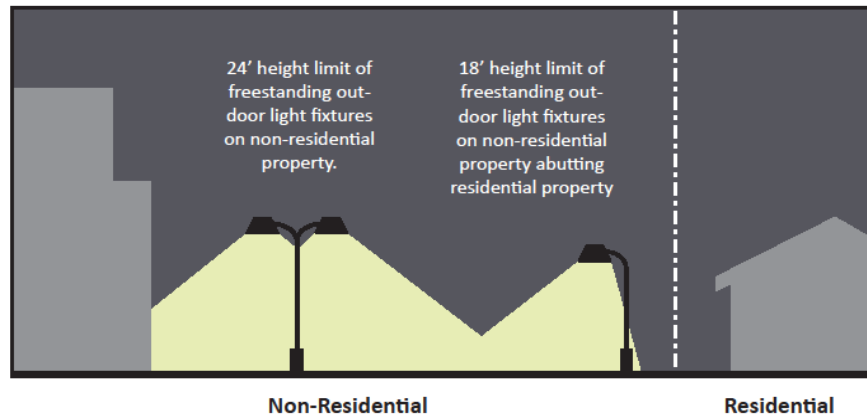 24’ height limit of
freestanding out-
door light fixtures
on non-residential
property.
18’ height limit of
freestanding out-
door light fixtures
on non-residential
property abutting
residential property
Non-Residential
Residential